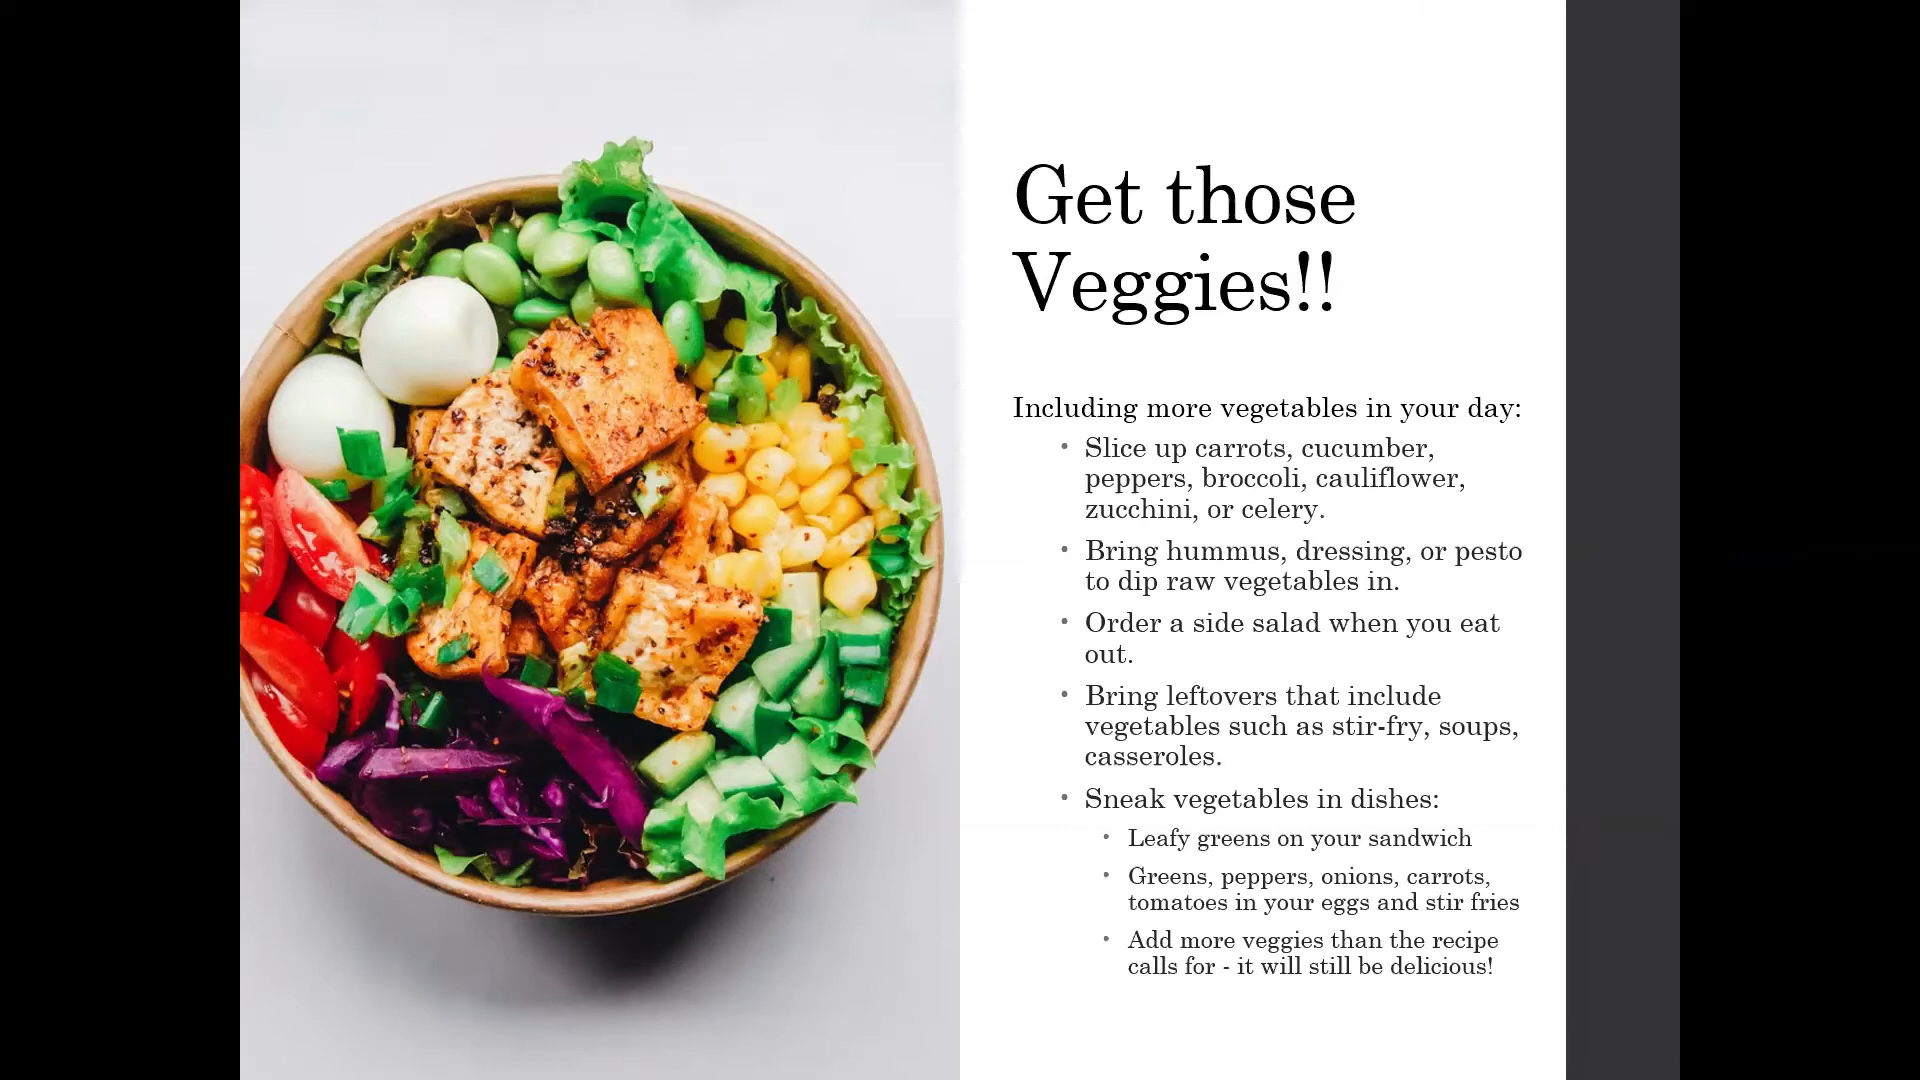 Get those
Veggies!!
Including more vegetables in your day:
• Slice up carrots, cucumber,
peppers, broccoli, cauliflower,
zucchini, or celery.
• Bring hummus, dressing, or pesto
to dip raw vegetables in.
• Order a side salad when you eat
out.
• Bring leftovers that include
vegetables such as stir-fry, soups,
casseroles.
• Sneak vegetables in dishes:
• Leafy greens on your sandwich
• Greens, peppers, onions, carrots,
tomatoes in your eggs and stir fries
• Add more veggies than the recipe
calls for - it will still be delicious!